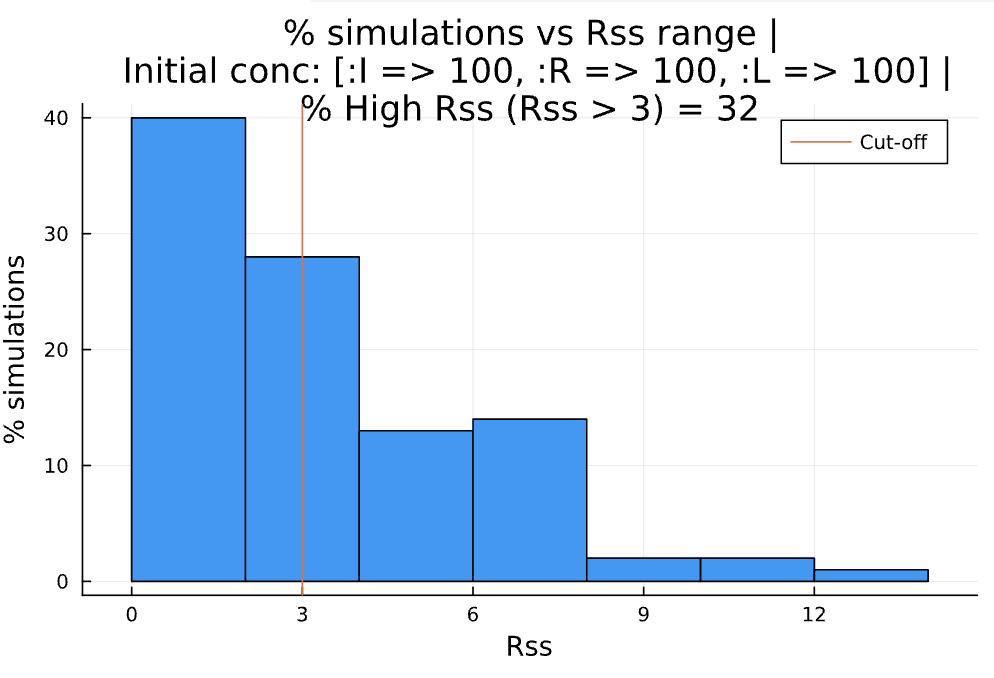 % simulations vs Rss range |
Initial conc: [:I => 100, :R => 100, :L => 100] |
% High Rss (Rss > 3) = 32
Cut-off
% simulations
40
30
20
10
0
0 3 6 9 12
Rss